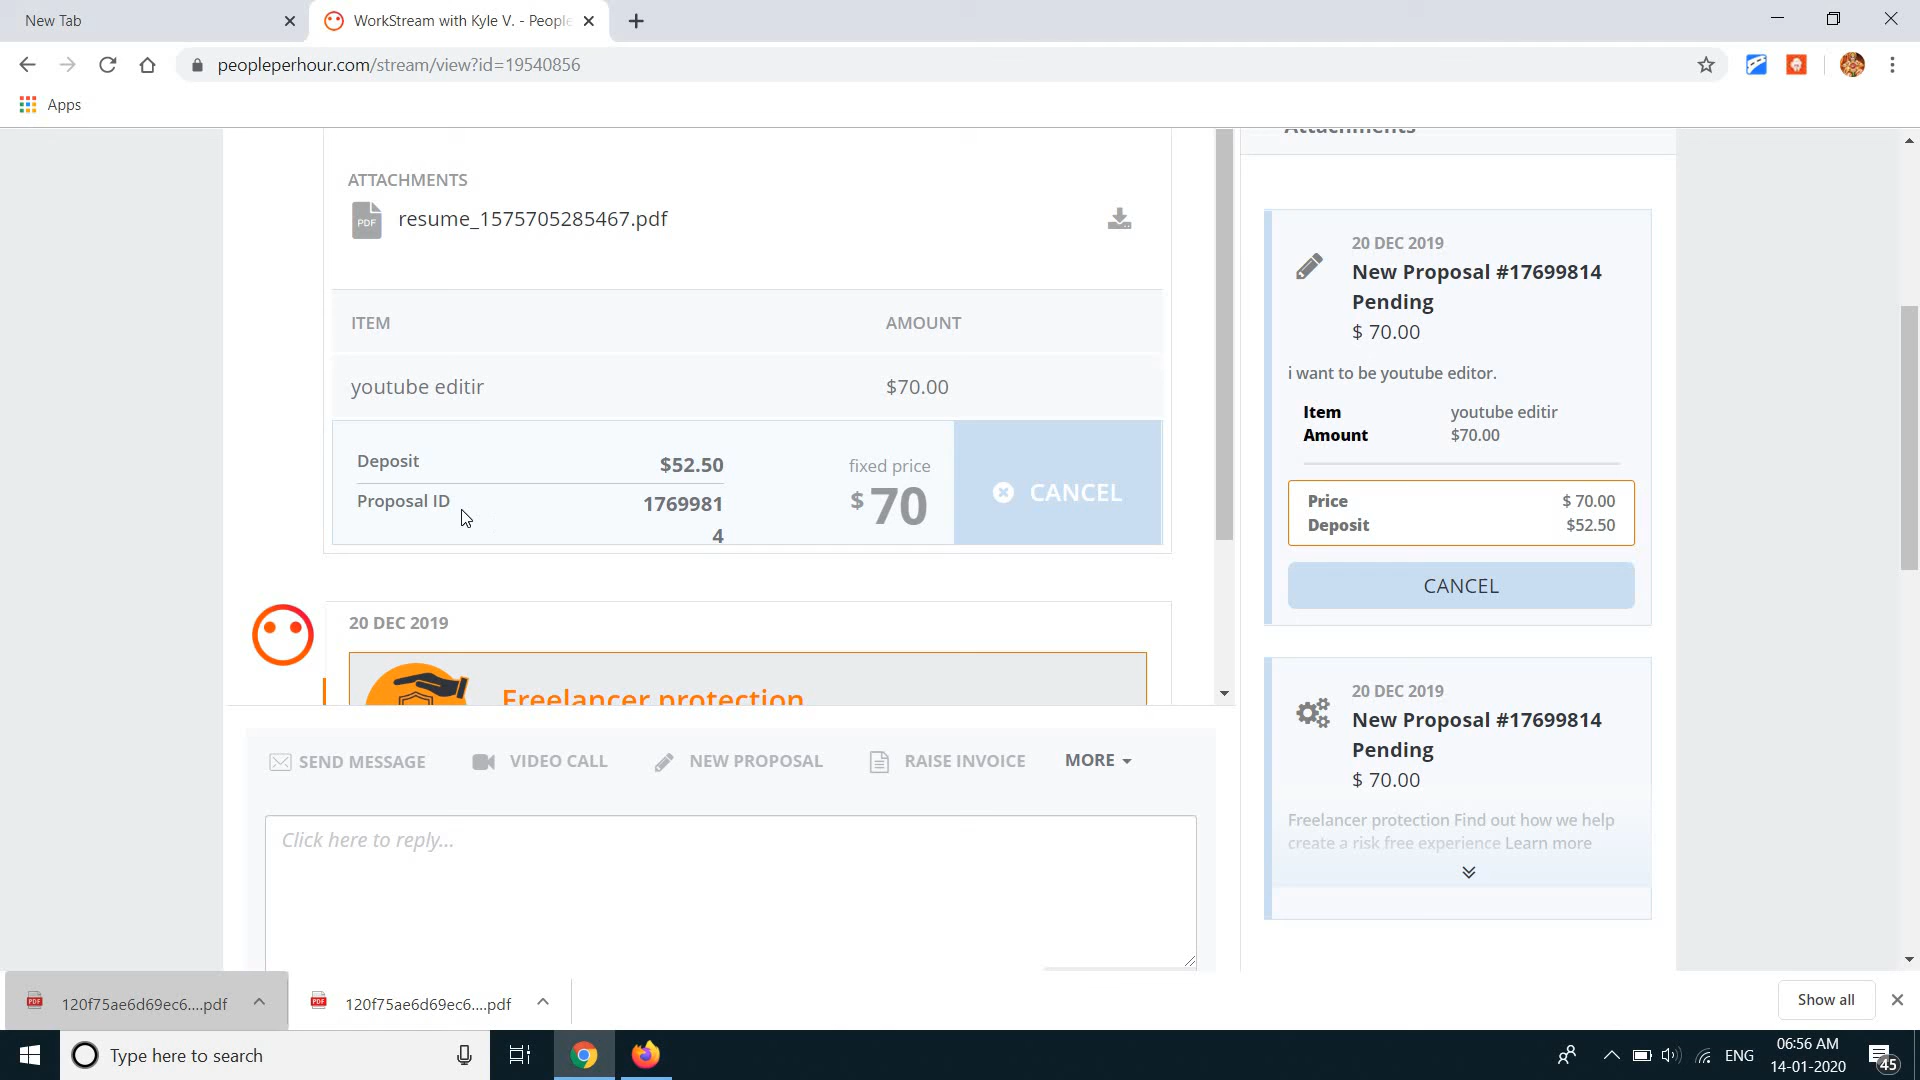 New Tab
WorkStream with Kyle V. - People
peopleperhour.com/stream/view?id=19540856
Apps
ATTACHMENTS
PDF
resume_1575705285467.pdf
ITEM AMOUNT
youtube editir $70.00
Deposit $52.50
Proposal ID 1769981
4
fixed price
$ 70
CANCEL
20 DEC 2019
Freelancer protection
SEND MESSAGE VIDEO CALL NEW PROPOSAL RAISE INVOICE MORE
Click here to reply...
Attachments
20 DEC 2019
New Proposal #17699814
Pending
$ 70.00
i want to be youtube editor.
Item youtube editir
Amount $70.00
Price $ 70.00
Deposit $52.50
CANCEL
20 DEC 2019
New Proposal #17699814
Pending
$ 70.00
Freelancer protection Find out how we help
create a risk free experience Learn more
PDF 120f75ae6d69ec6....pdf
PDF 120f75ae6d69ec6....pdf
Show all
Type here to search
ENG
06:56 AM
14-01-2020
45